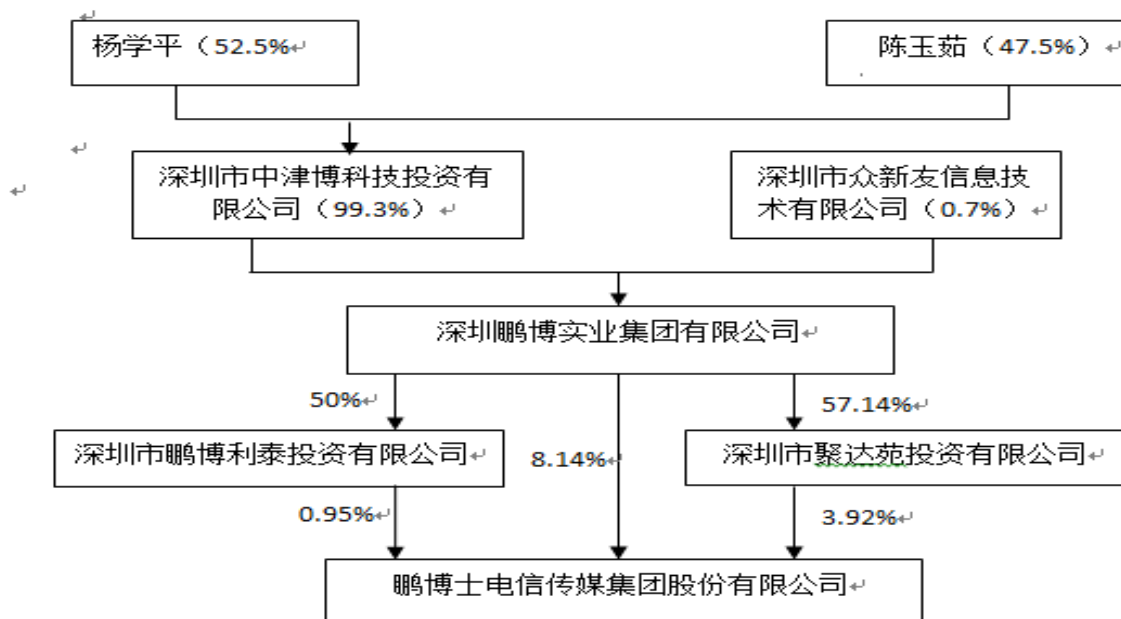 杨学平（52.5%
陈玉茹（47.5%）
深圳市中津博科技投资有
限公司（99.3%）
深圳市众新友信息技
术有限公司（0.7%）
深圳鹏博实业集团有限公司
50%
57.14%
深圳市鹏博利泰投资有限公司
8.14%
深圳市聚达苑投资有限公司
0.95%
3.92%
鹏博士电信传媒集团股份有限公司